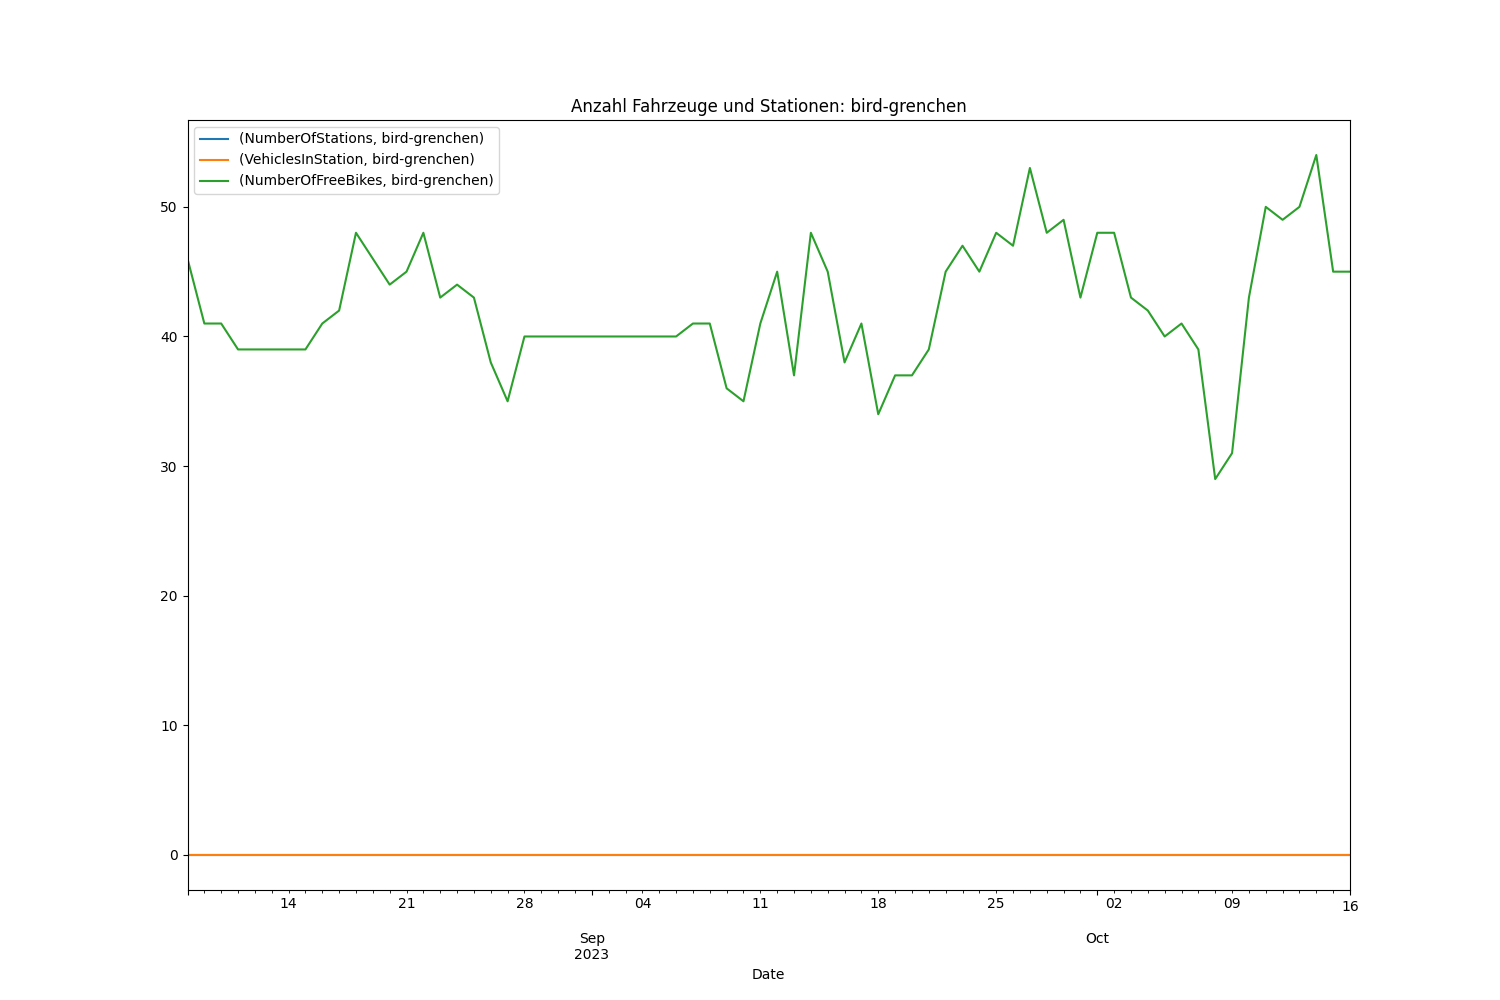 Anzahl Fahrzeuge und Stationen: bird-grenchen
(NumberOfStations, bird-grenchen)
(VehiclesInStation, bird-grenchen)
(NumberOfFreeBikes, bird-grenchen)
50
40
30
20
10
0
14 21 28 04 11 18 25 02 09 16
Sep Oct
2023
Date